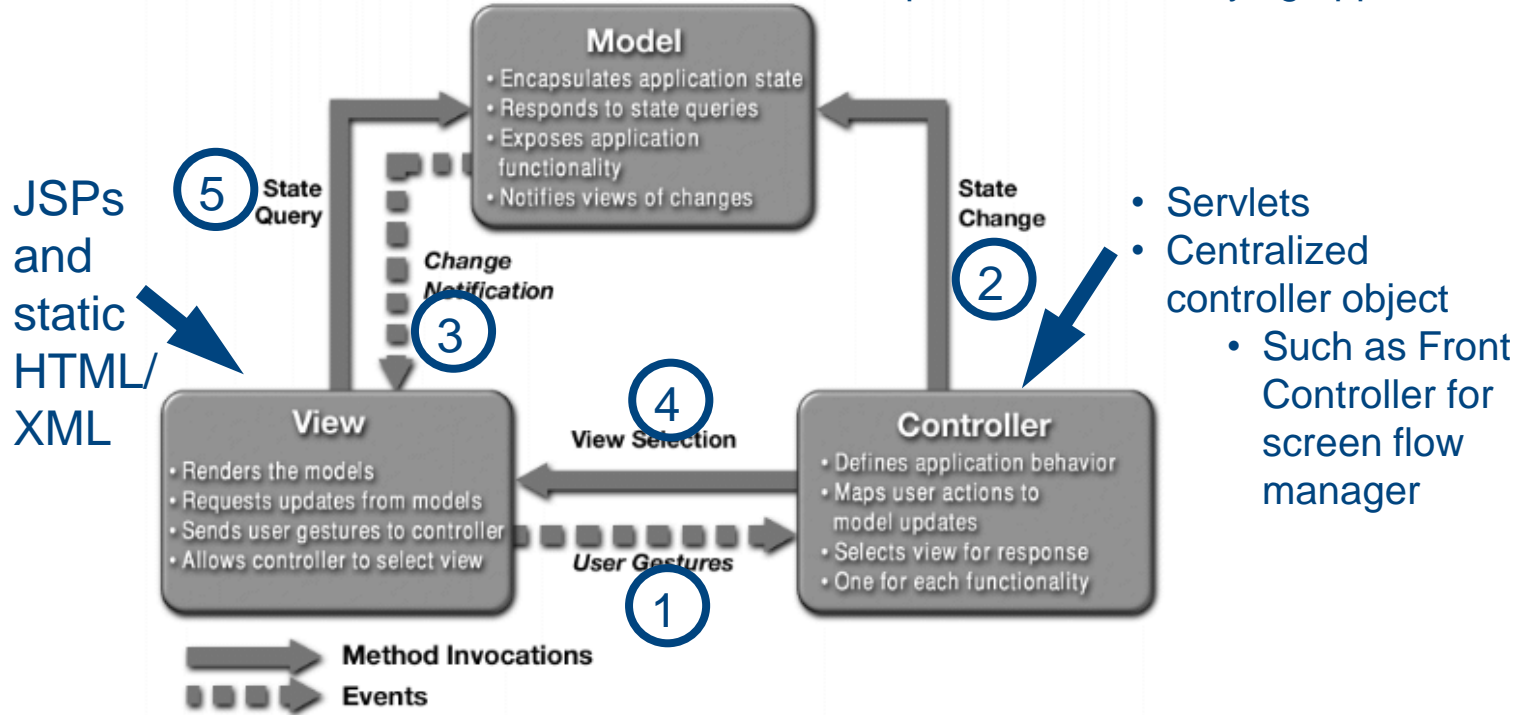 Model
• Encapsulates application state
• Responds to state queries
• Exposes application
functionality
• Notifies views of changes
5
State
Query
State
Change
2
Change
Notification
3
JSPs
and
static
HTML/
XML
• Servlets
• Centralized
controller object
• Such as Front
Controller for
screen flow
manager
4
View Selection
View
• Renders the models
• Requests updates from models
• Sends user gestures to controller
• Allows controller to select view
Controller
• Defines application behavior
• Maps user actions to
model updates
• Selects view for response
• One for each functionality
User Gestures
1
Method Invocations
Events